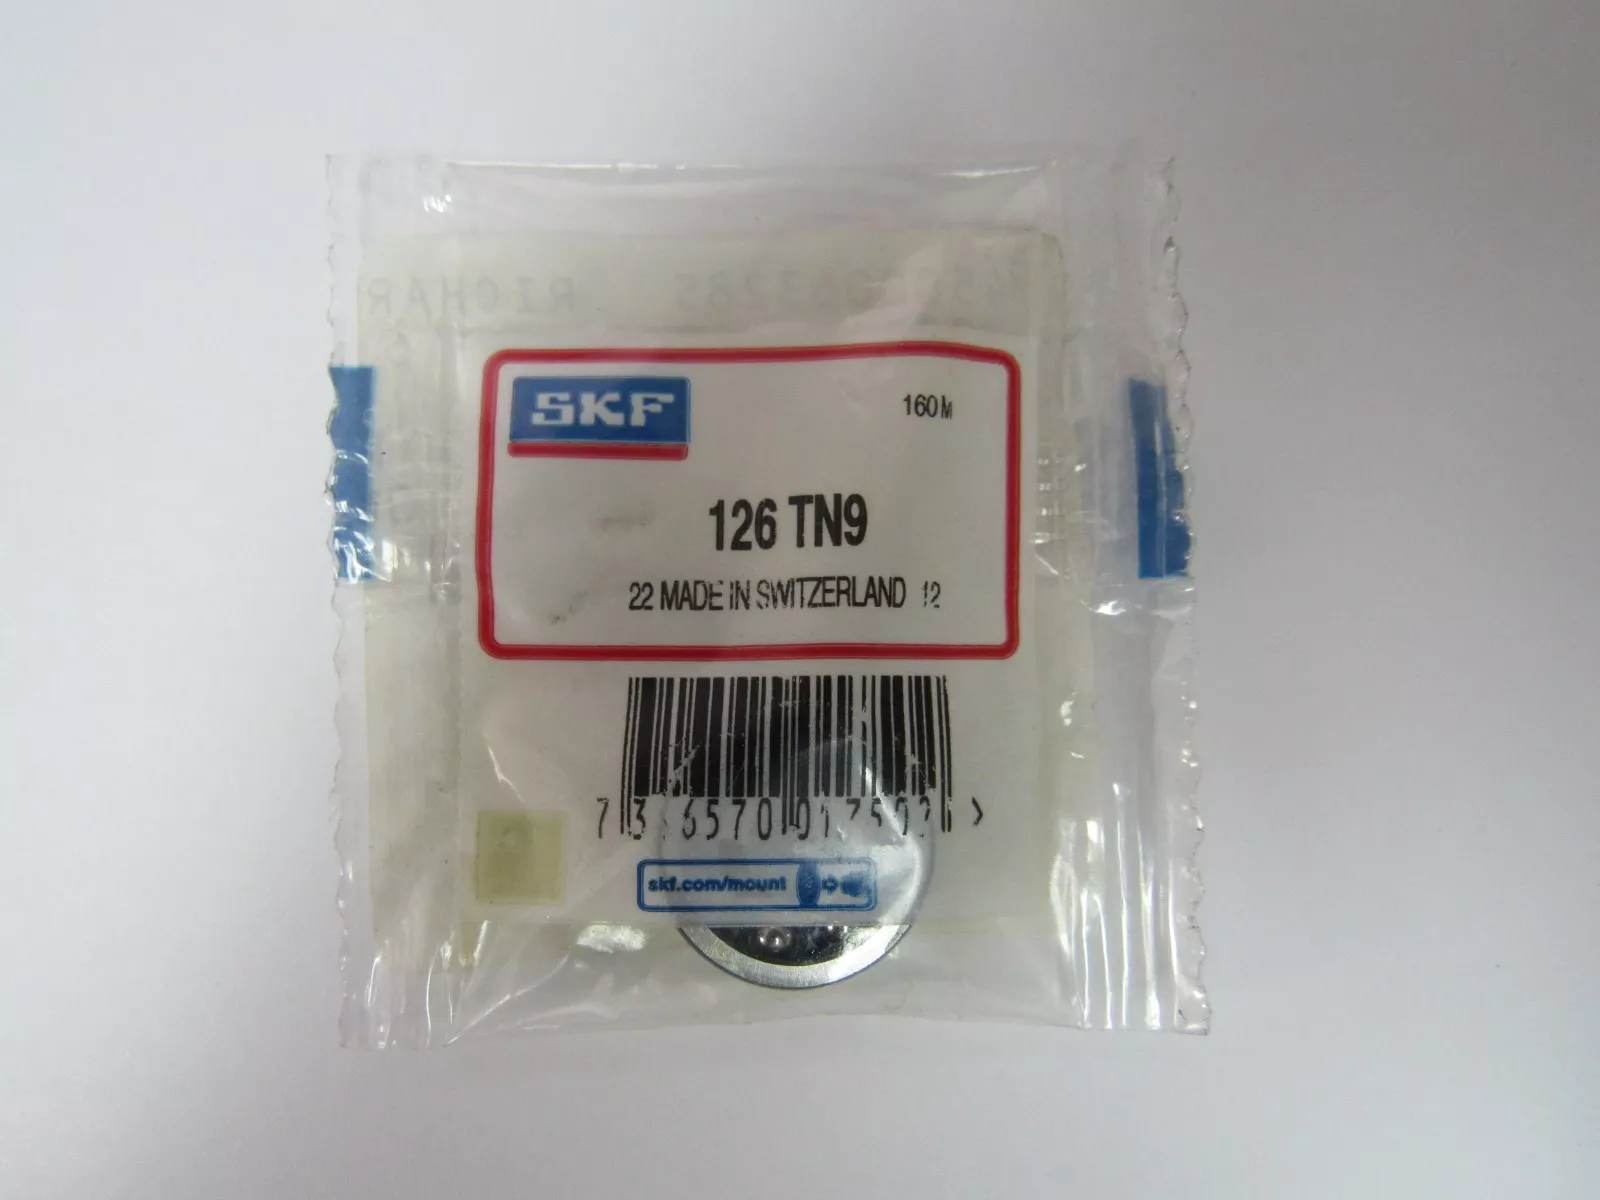 SKF
160M
126 TN9
22 MADE IN SWITZERLAND 12
skf.com/mount